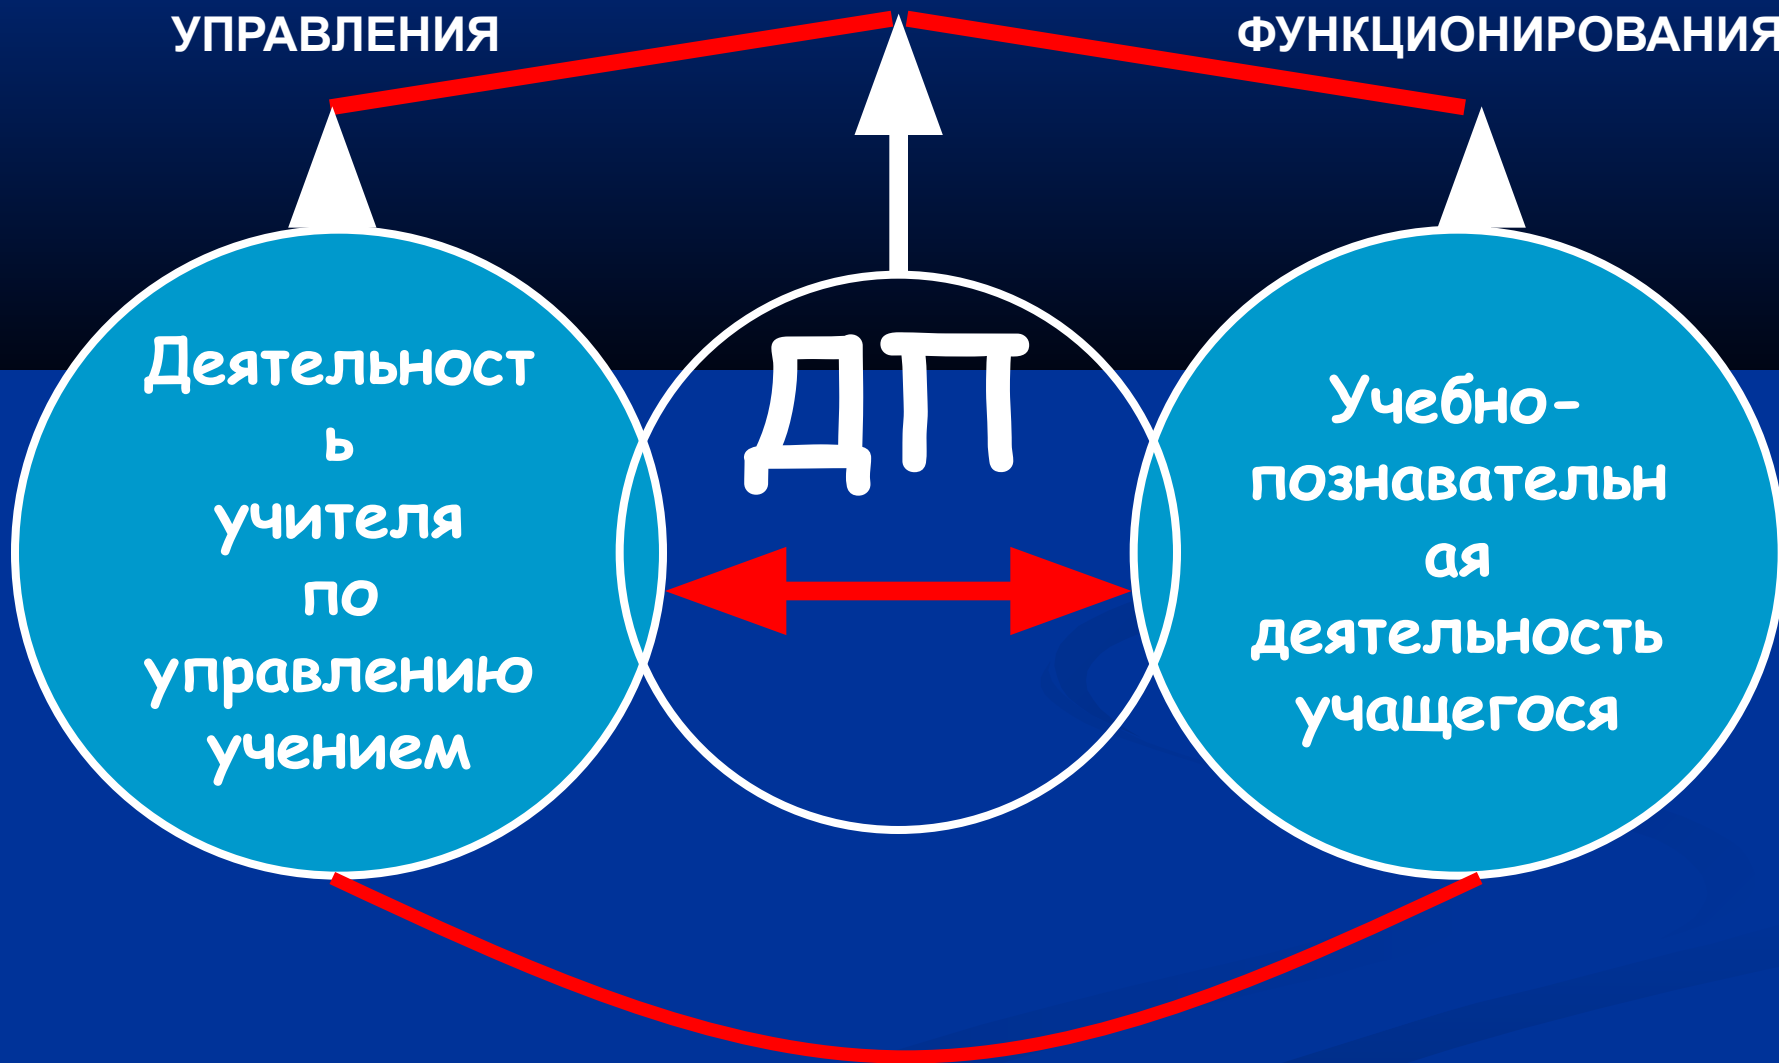 УПРАВЛЕНИЯ
ФУНКЦИОНИРОВАНИЯ
ДП
Деятельност
ь
учителя
по
управлению
учением
Учебно-
познавательн
ая
деятельность
учащегося